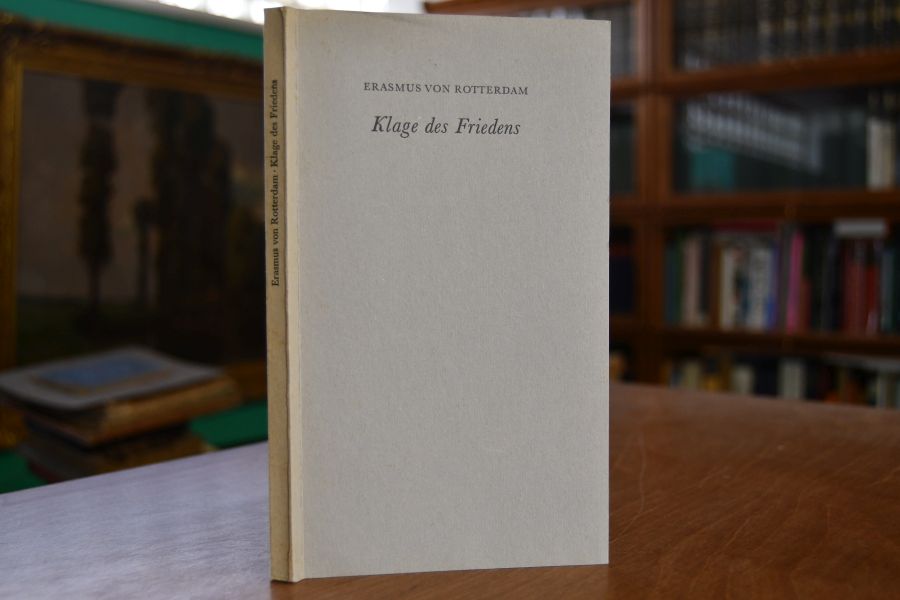 ERASMUS VON ROTTERDAM
Klage des Friedens
Erasmus von Rotterdam · Klage des Friedens